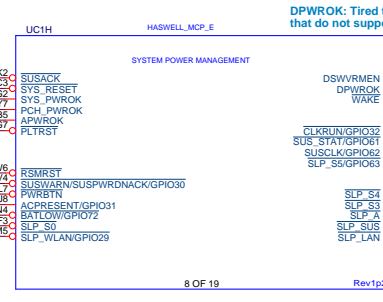 DPWROK: Tired
that do not
UC1H
HASWELL_MCP_E
SYSTEM POWER MANAGEMENT
SUSACK
SYS_RESET
SYS_PWROK
PCH_PWROK
APWROK
PLTRST
RSMRST
SUSWARN/SUSPWRDNACK/GPIO30
PWRBTN
ACPRESENT/GPIO31
BATLOW/GPIO72
SLP_S0
SLP_WLAN/GPIO29
DSWVRMEN
DPWROK
WAKE
CLKRUN/GPIO32
SUS_STAT/GPIO61
SUSCLK/GPIO62
SLP_S5/GPIO63
SLP_S4
SLP_S3
SLP_A
SLP_SUS
SLP_LAN
8 OF 19